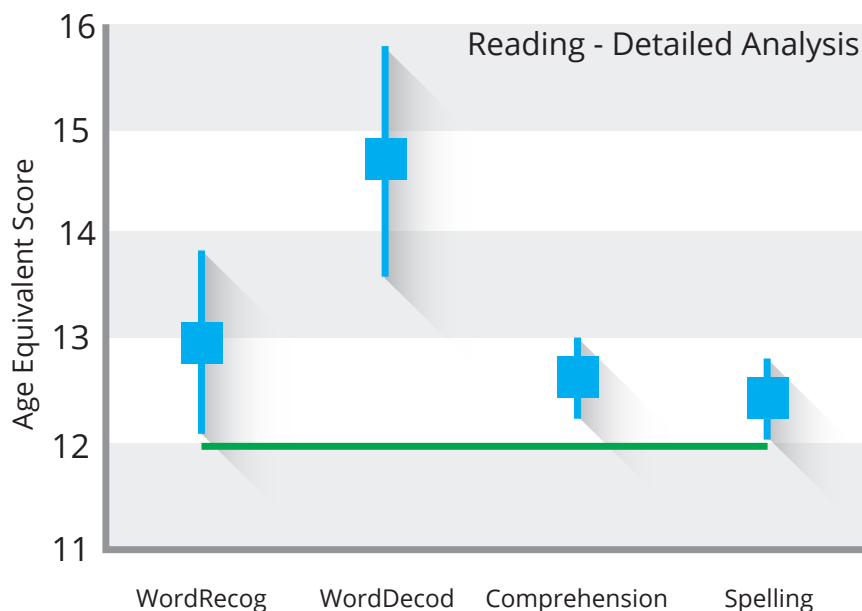 Reading - Detailed Analysis
Age Equivalent Score
16
15
14
13
12
11
WordRecog WordDecod Comprehension Spelling